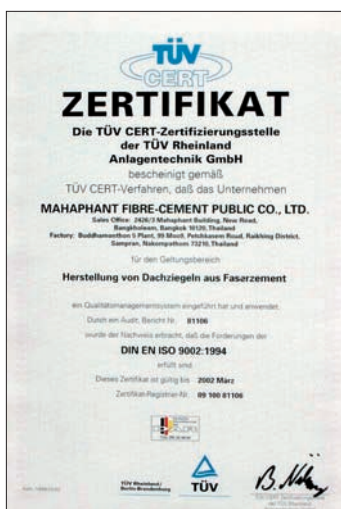 TÜV
CERT
ZERTIFIKAT
Die TÜV CERT-Zertifizierungsstelle
der TÜV Rheinland
Anlagentechnik GmbH
bescheinigt gemäß
TÜV CERT-Verfahren, daß das Unternehmen
MAHAPHANT FIBRE-CEMENT PUBLIC CO., LTD.
Sales Office: 2426/3 Mahaphant Building, New Road,
Bangkholaem, Bangkok 10120, Thailand
Factory: Buddhamonthon 5 Plant, 99 Moo9, Petchkasem Road, Raikhing District,
Sampran, Nakornpathom 73210, Thailand
für den Geltungsbereich
Herstellung von Dachziegeln aus Fasarzement
ein Qualitätsmanagementsystem eingeführt hat und anwendet.
Durch ein Audit, Bericht Nr. 81106
wurde der Nachweis erbracht, daß die Forderungen der
DIN EN ISO 9002:1994
erfüllt sind.
Dieses Zertifikat ist gültig bis 2002 März
Zertifikat-Registrier-Nr. 09 100 81106
TÜV Rheinland/
Berlin-Brandenburg
TÜV